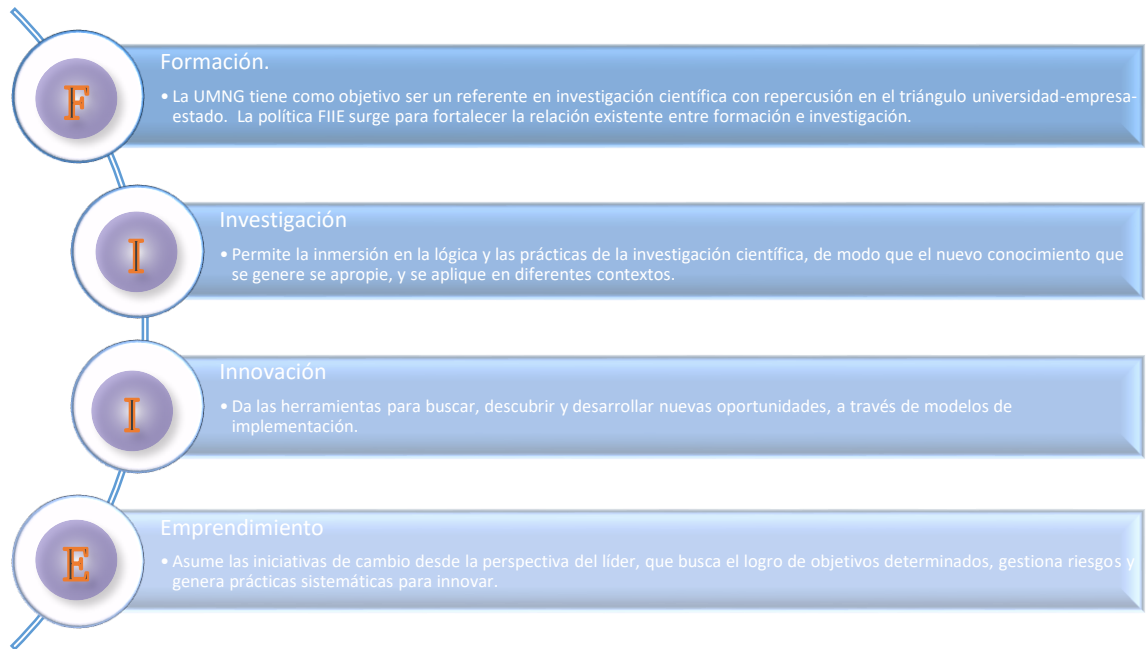 F
Formación.
• La UMNG tiene como objetivo ser un referente en investigación científica con repercusión en el triángulo universidad-empresa-
estado.  La política FIIE surge para fortalecer la relación existente entre formación e investigación.
I
Investigación
• Permite la inmersión en la lógica y las prácticas de la investigación científica, de modo que el nuevo conocimiento que
se genere se apropie, y se aplique en diferentes contextos.
I
Innovación
• Da las herramientas para buscar, descubrir y desarrollar nuevas oportunidades, a través de modelos de
implementación.
E
Emprendimiento
• Asume las iniciativas de cambio desde la perspectiva del líder, que busca el logro de objetivos determinados, gestiona riesgos y
genera prácticas sistemáticas para innovar.